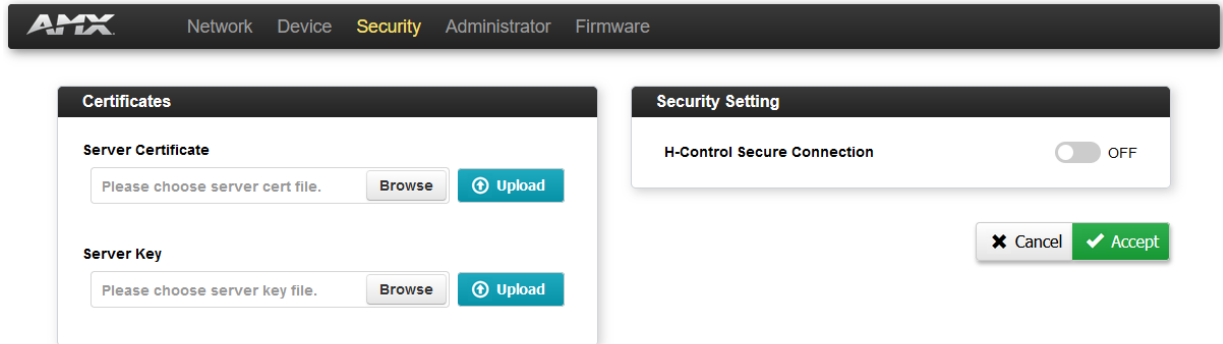 AMX Network Device Security Administrator Firmware
Certificates
Server Certificate
Please choose server cert file. Browse Upload
Server Key
Please choose server key file. Browse Upload
Security Setting
H-Control Secure Connection OFF
Cancel Accept